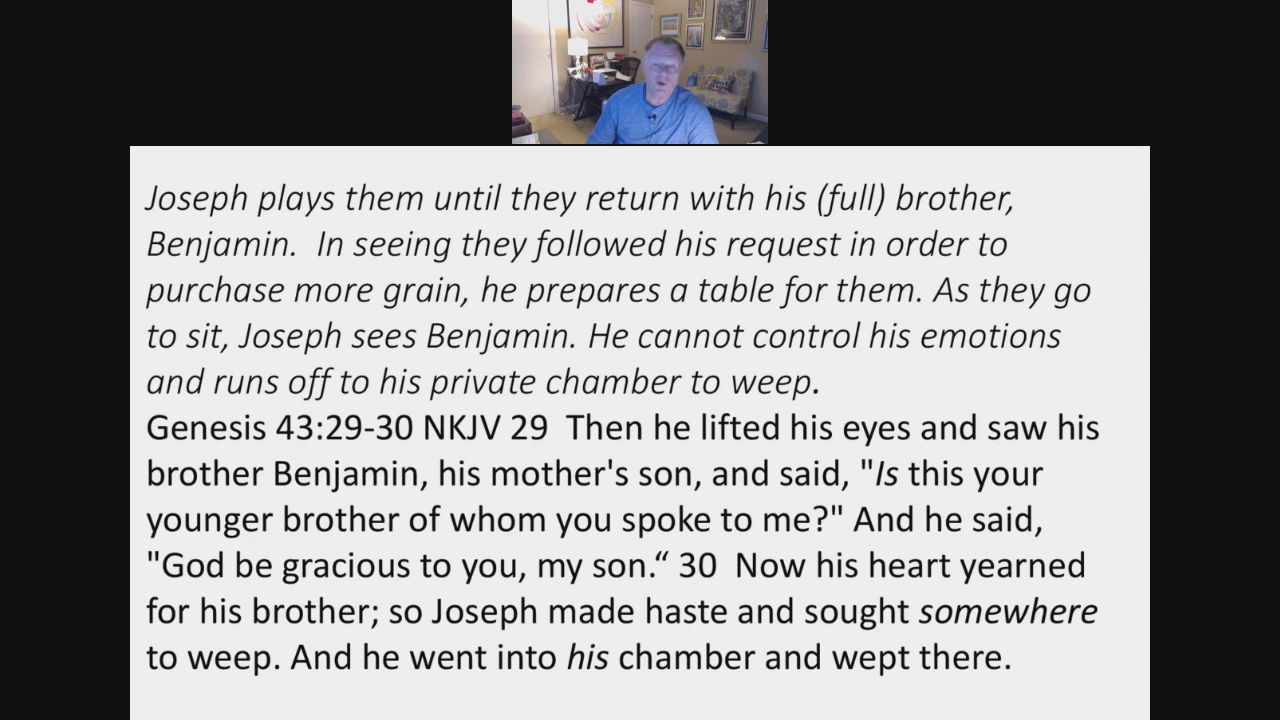 Joseph plays them until they return with his (full) brother,
Benjamin.  In seeing they followed his request in order to
purchase more grain, he prepares a table for them. As they go
to sit, Joseph sees Benjamin. He cannot control his emotions
and runs off to his private chamber to weep.
Genesis 43:29-30 NKJV 29  Then he lifted his eyes and saw his
brother Benjamin, his mother's son, and said, "Is this your
younger brother of whom you spoke to me?" And he said,
"God be gracious to you, my son.“ 30  Now his heart yearned
for his brother; so Joseph made haste and sought somewhere
to weep. And he went into his chamber and wept there.